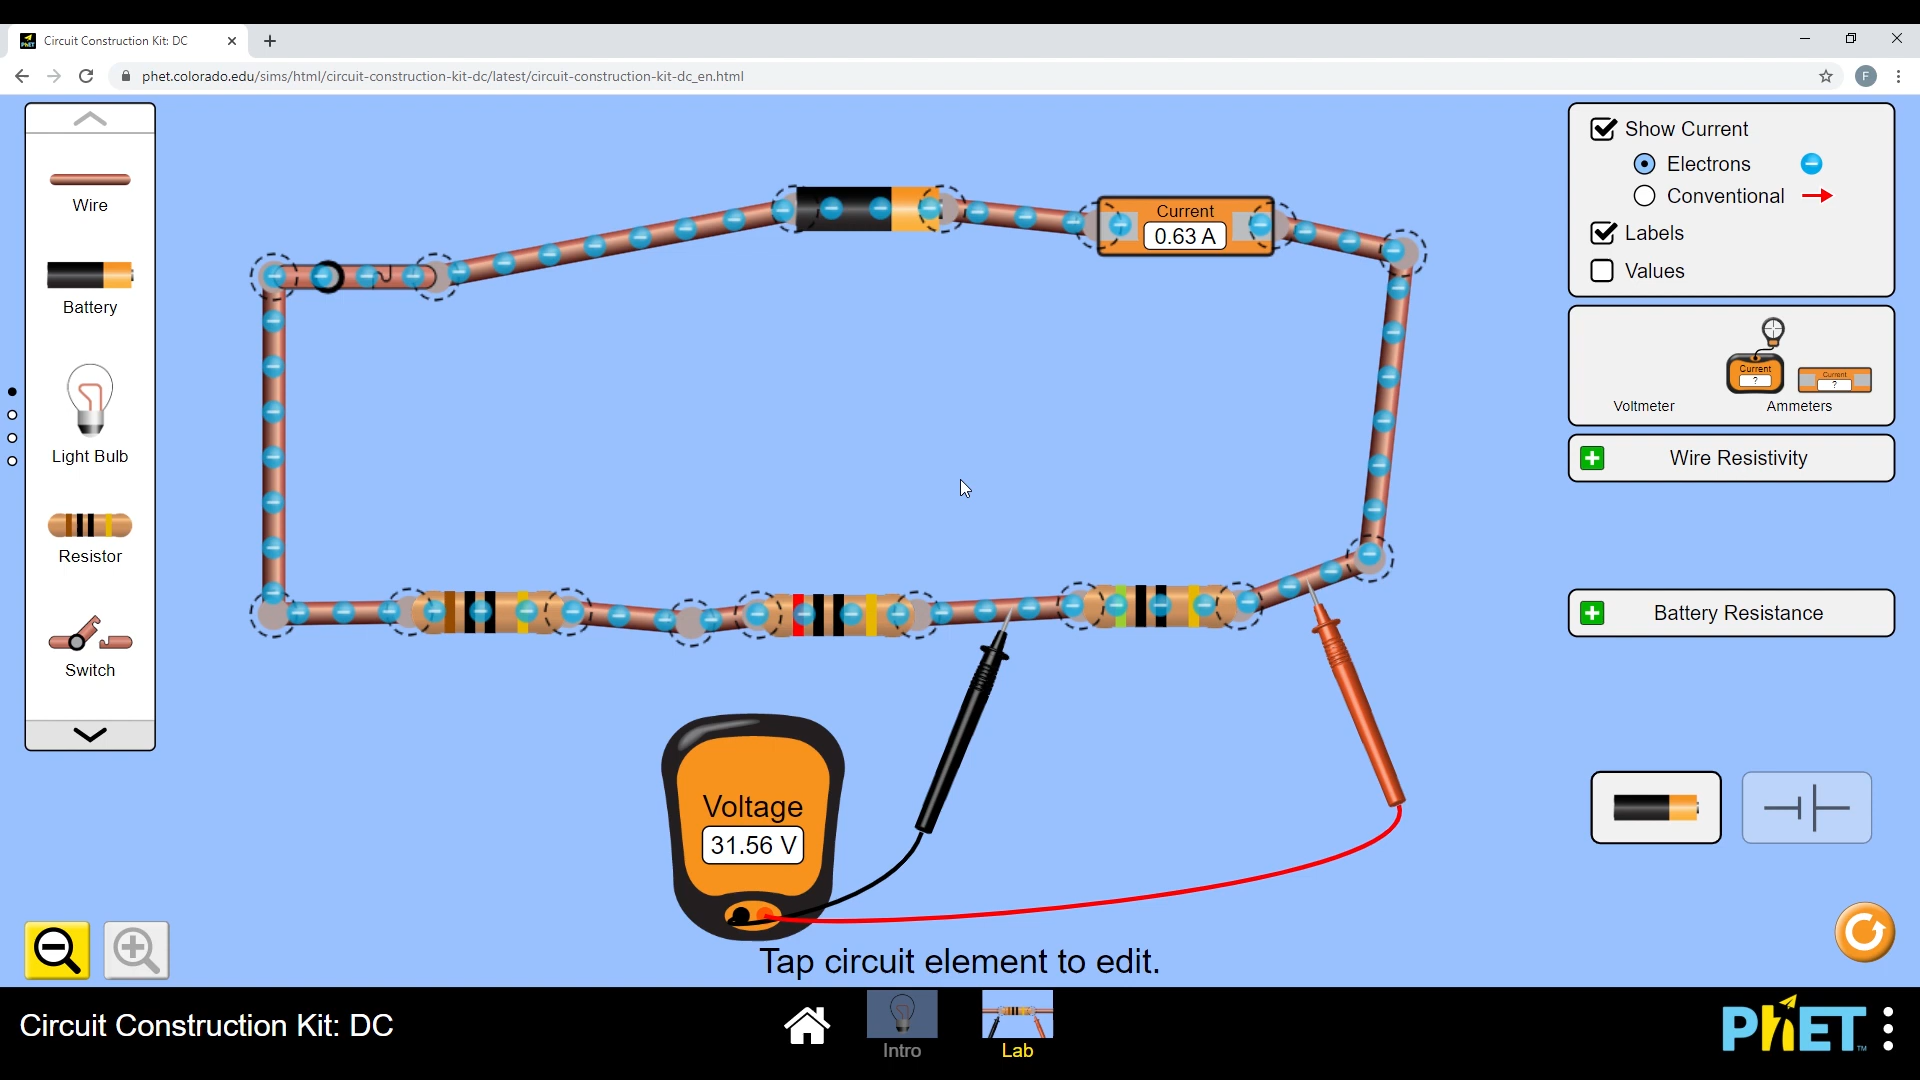 Circuit Construction Kit: DC
phet.colorado.edu/sims/html/circuit-construction-kit-dc/latest/circuit-construction-kit-dc_en.html
F
Wire
Battery
Light Bulb
Resistor
Switch
Current
0.63 A
Show Current
Electrons
Conventional
Labels
Values
Current
?
Current
?
Voltmeter
Ammeters
Wire Resistivity
Battery Resistance
Voltage
31.56 V
Tap circuit element to edit.
Circuit Construction Kit: DC
Intro
Lab
PhET